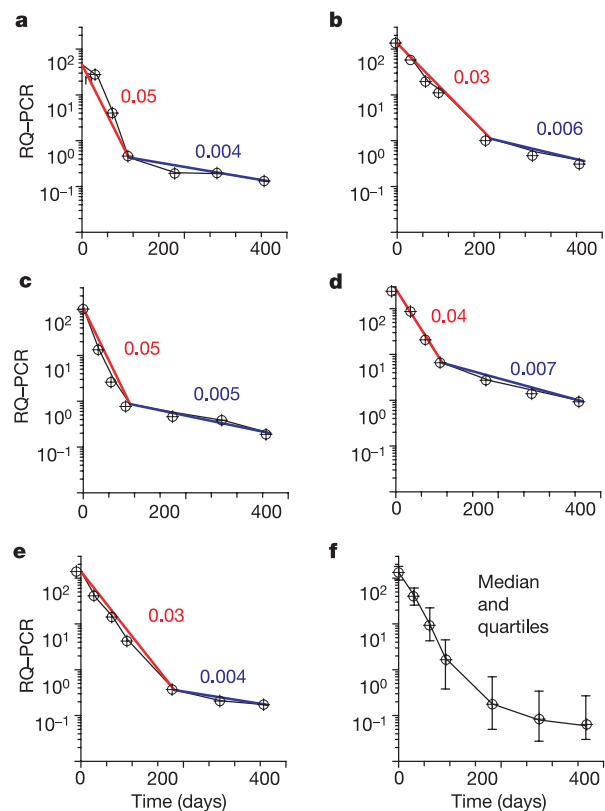 a
RQ–PCR
10²
10¹
10⁰
10⁻¹
0.05
0.004
0 200 400
b
10²
10¹
10⁰
10⁻¹
0.03
0.006
0 200 400
c
RQ–PCR
10²
10¹
10⁰
10⁻¹
0.05
0.005
0 200 400
d
10²
10¹
10⁰
10⁻¹
0.04
0.007
0 200 400
e
RQ–PCR
10²
10¹
10⁰
10⁻¹
0.03
0.004
0 200 400
Time (days)
f
10²
10¹
10⁰
10⁻¹
Median
and
quartiles
0 200 400
Time (days)